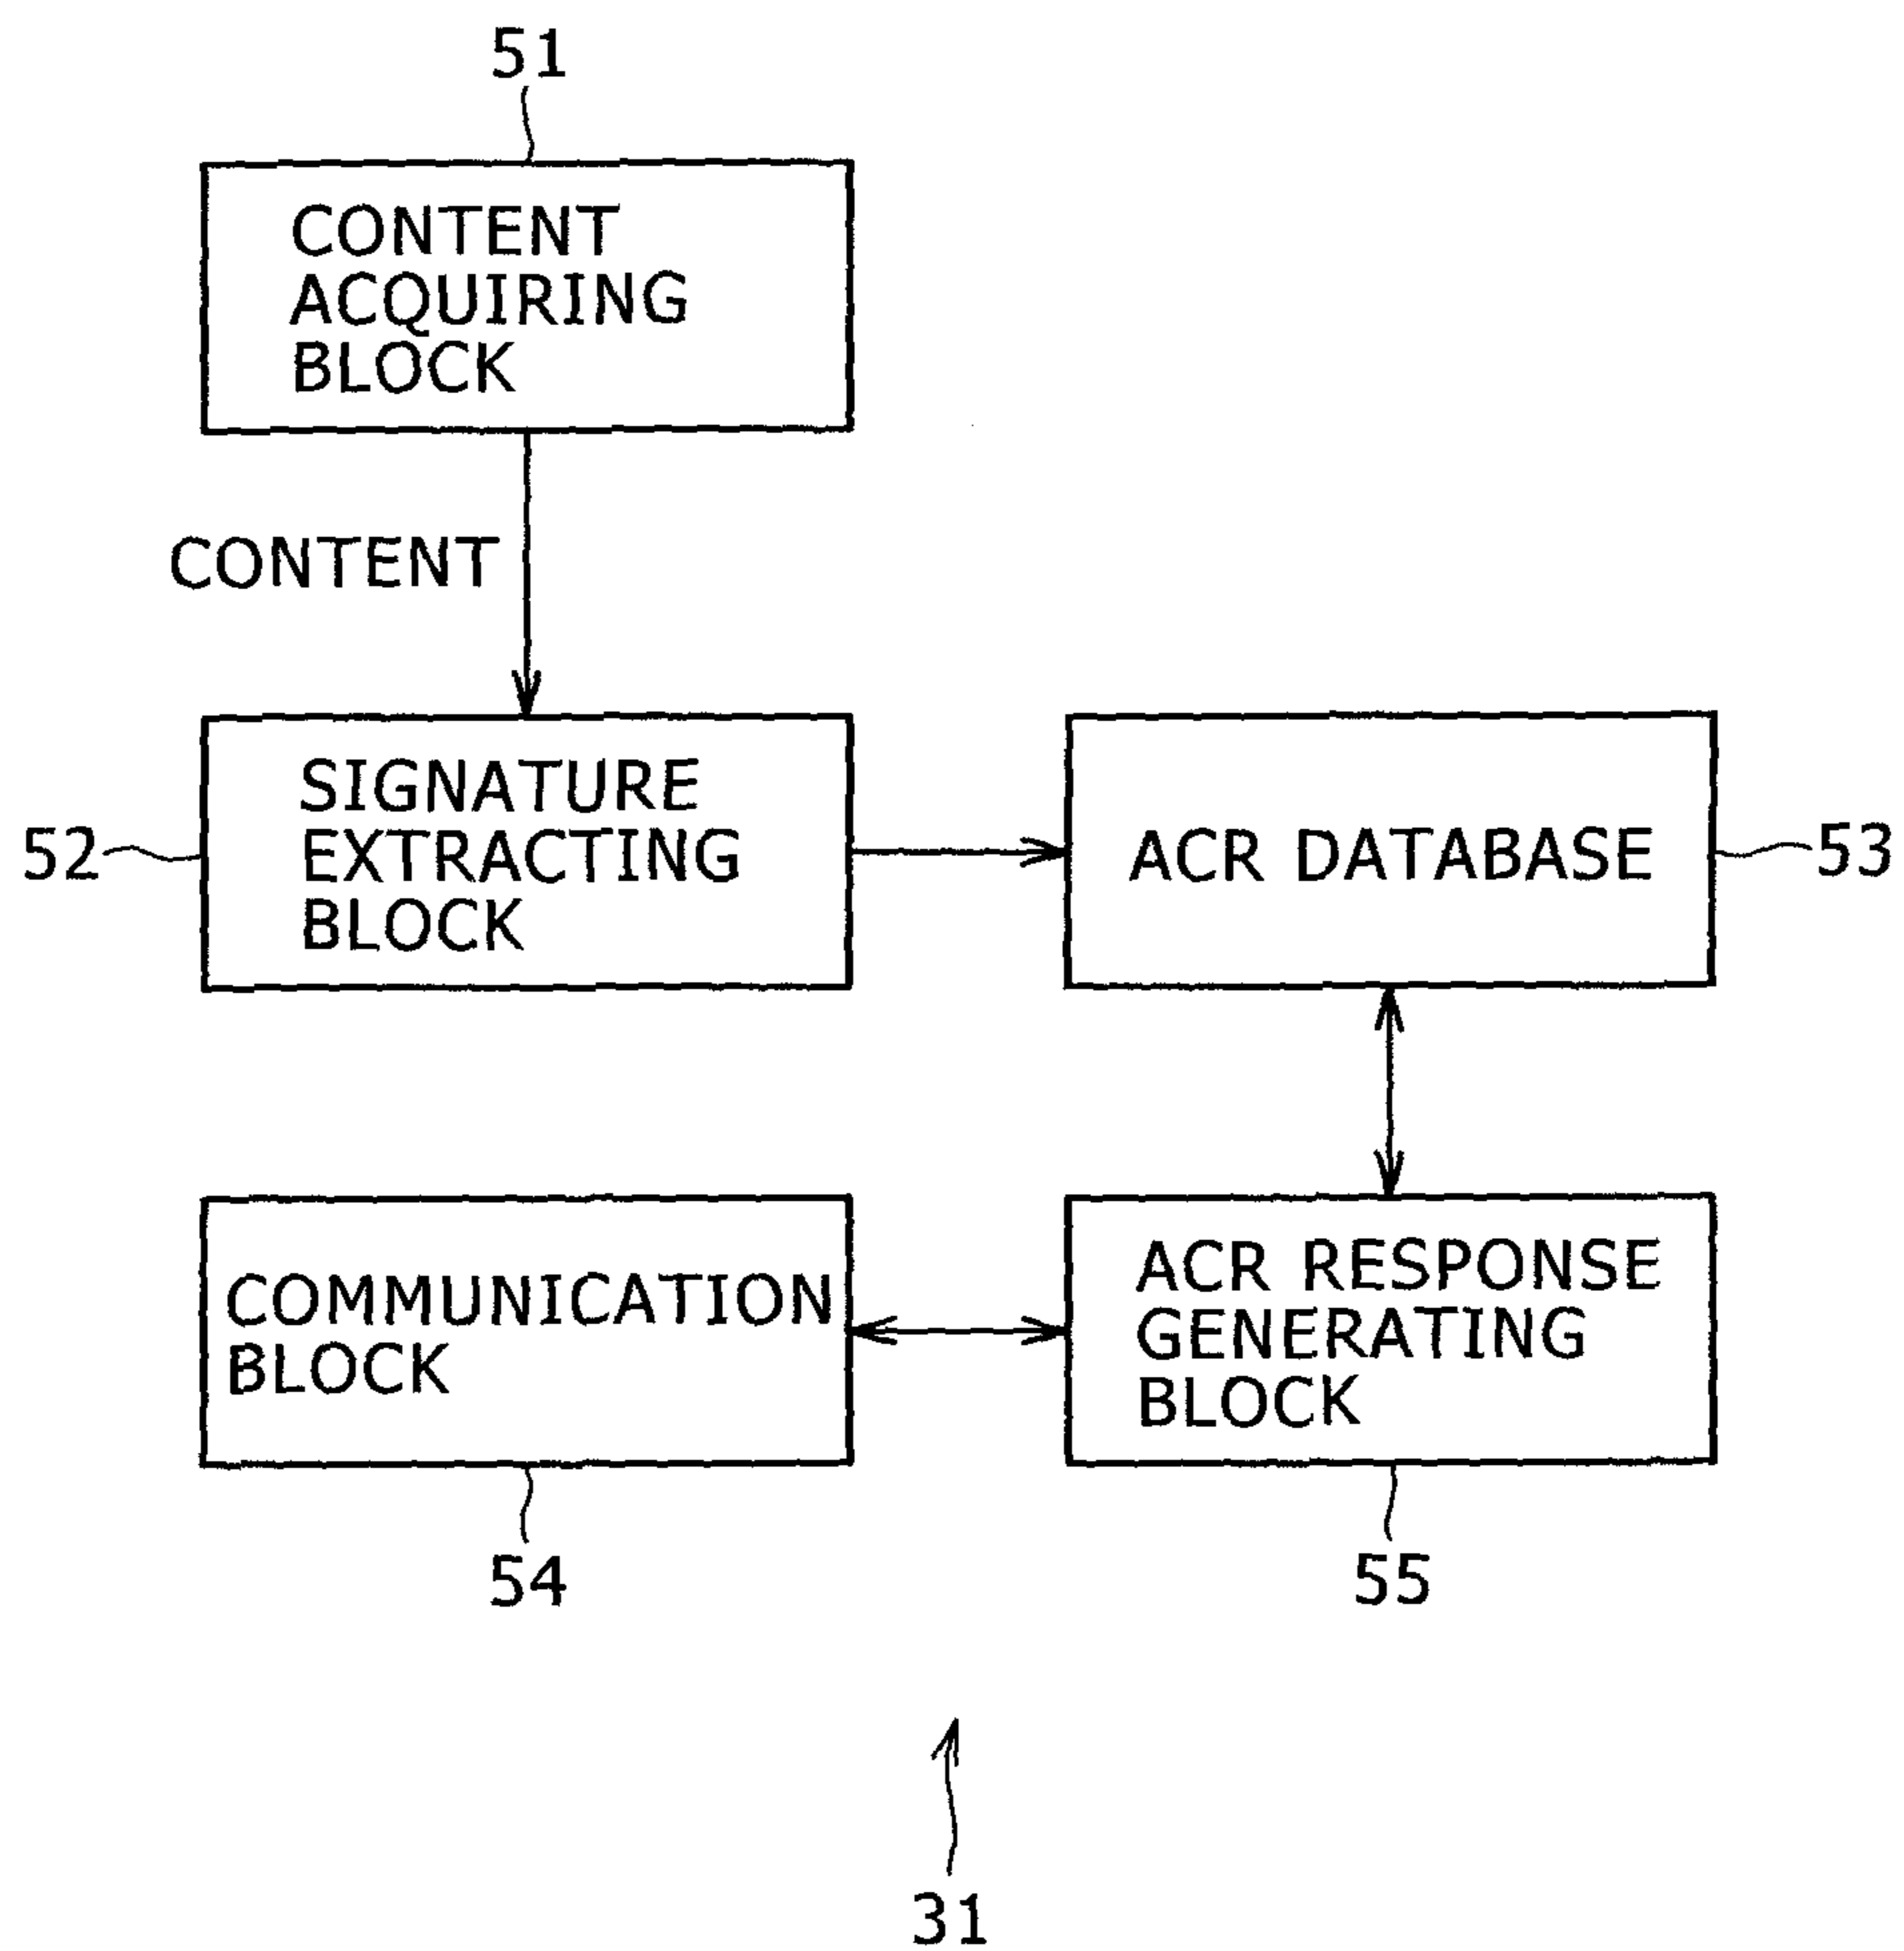 51
CONTENT
ACQUIRING
BLOCK
CONTENT
SIGNATURE
EXTRACTING
BLOCK
52
ACR DATABASE
53
COMMUNICATION
BLOCK
ACR RESPONSE
GENERATING
BLOCK
54
55
31